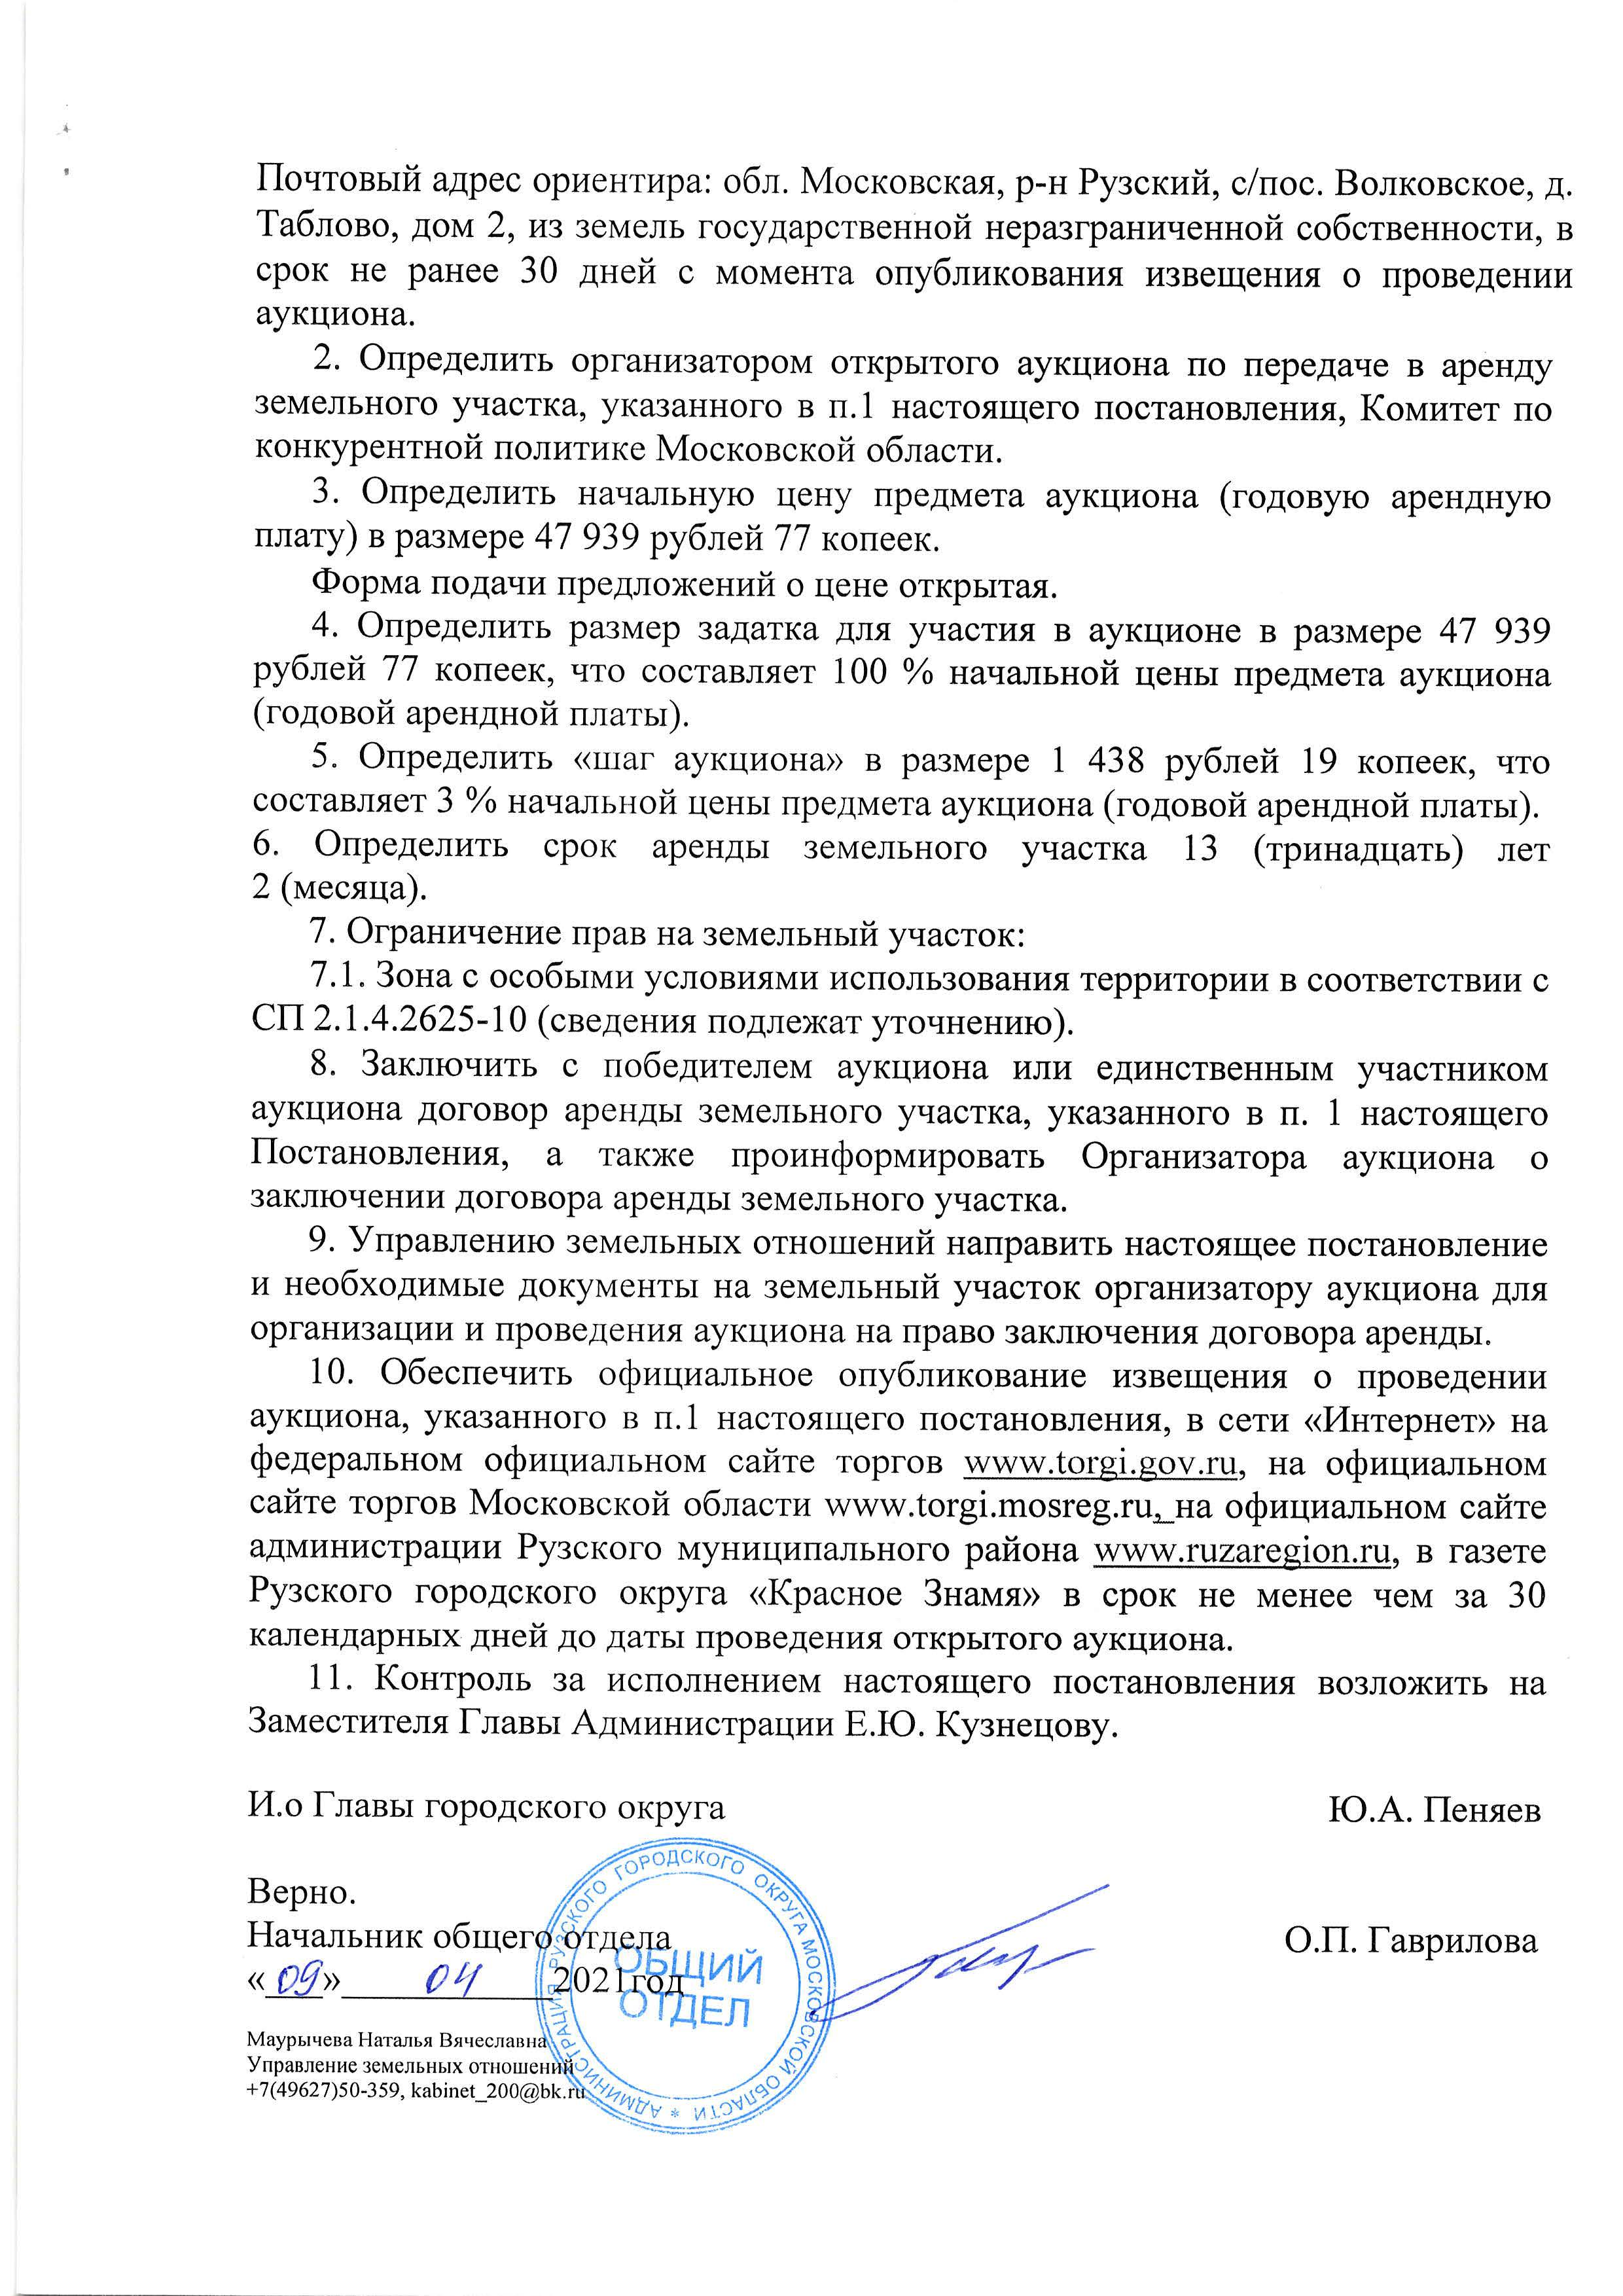 Почтовый адрес ориентира: обл. Московская, р-н Рузский, с/пос. Волковское, д.
Таблово, дом 2, из земель государственной неразграниченной собственности, в
срок не ранее 30 дней с момента опубликования извещения о проведении
аукциона.
2. Определить организатором открытого аукциона по передаче в аренду
земельного участка, указанного в п.1 настоящего постановления, Комитет по
конкурентной политике Московской области.
3. Определить начальную цену предмета аукциона (годовую арендную
плату) в размере 47 939 рублей 77 копеек.
Форма подачи предложений о цене открытая.
4. Определить размер задатка для участия в аукционе в размере 47 939
рублей 77 копеек, что составляет 100 % начальной цены предмета аукциона
(годовой арендной платы).
5. Определить «шаг аукциона» в размере 1 438 рублей 19 копеек, что
составляет 3 % начальной цены предмета аукциона (годовой арендной платы).
6. Определить срок аренды земельного участка 13 (тринадцать) лет
2 (месяца).
7. Ограничение прав на земельный участок:
7.1. Зона с особыми условиями использования территории в соответствии с
СП 2.1.4.2625-10 (сведения подлежат уточнению).
8. Заключить с победителем аукциона или единственным участником
аукциона договор аренды земельного участка, указанного в п. 1 настоящего
Постановления, а также проинформировать Организатора аукциона о
заключении договора аренды земельного участка.
9. Управлению земельных отношений направить настоящее постановление
и необходимые документы на земельный участок организатору аукциона для
организации и проведения аукциона на право заключения договора аренды.
10. Обеспечить официальное опубликование извещения о проведении
аукциона, указанного в п.1 настоящего постановления, в сети «Интернет» на
федеральном официальном сайте торгов www.torgi.gov.ru, на официальном
сайте торгов Московской области www.torgi.mosreg.ru, на официальном сайте
администрации Рузского муниципального района www.ruzaregion.ru, в газете
Рузского городского округа «Красное Знамя» в срок не менее чем за 30
календарных дней до даты проведения открытого аукциона.
11. Контроль за исполнением настоящего постановления возложить на
Заместителя Главы Администрации Е.Ю. Кузнецову.
И.о Главы городского округа Ю.А. Пеняев
Верно.
Начальник общего отдела О.П. Гаврилова
«09» 04 2021год
Маурычева Наталья Вячеславна
Управление земельных отношений
+7(49627)50-359, kabinet_200@bk.ru
* АДМИНИСТРАЦИЯ РУЗСКОГО ГОРОДСКОГО ОКРУГА МОСКОВСКОЙ ОБЛАСТИ
ОБЩИЙ
ОТДЕЛ